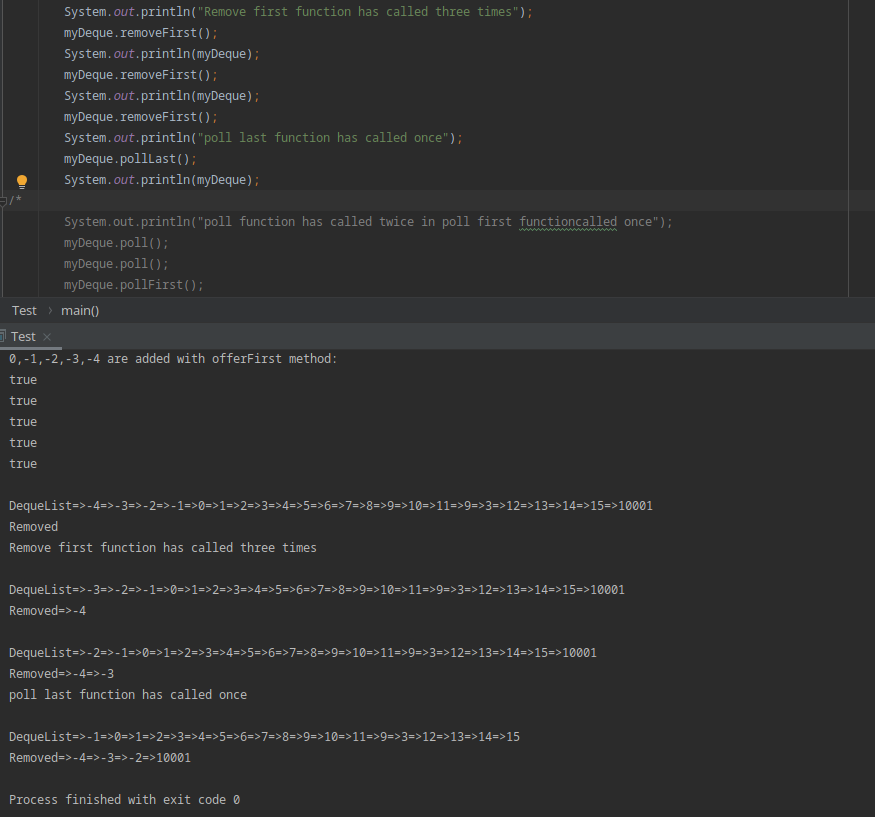 System.out.println("Remove first function has called three times");
myDeque.removeFirst();
System.out.println(myDeque);
myDeque.removeFirst();
System.out.println(myDeque);
myDeque.removeFirst();
System.out.println("poll last function has called once");
myDeque.pollLast();
System.out.println(myDeque);
/*
System.out.println("poll function has called twice in poll first functioncalled once");
myDeque.poll();
myDeque.poll();
myDeque.pollFirst();
Test › main()
Test ×
0,-1,-2,-3,-4 are added with offerFirst method:
true
true
true
true
true
DequeList=>-4=>-3=>-2=>-1=>0=>1=>2=>3=>4=>5=>6=>7=>8=>9=>10=>11=>9=>3=>12=>13=>14=>15=>10001
Removed
Remove first function has called three times
DequeList=>-3=>-2=>-1=>0=>1=>2=>3=>4=>5=>6=>7=>8=>9=>10=>11=>9=>3=>12=>13=>14=>15=>10001
Removed=>-4
DequeList=>-2=>-1=>0=>1=>2=>3=>4=>5=>6=>7=>8=>9=>10=>11=>9=>3=>12=>13=>14=>15=>10001
Removed=>-4=>-3
poll last function has called once
DequeList=>-1=>0=>1=>2=>3=>4=>5=>6=>7=>8=>9=>10=>11=>9=>3=>12=>13=>14=>15
Removed=>-4=>-3=>-2=>10001
Process finished with exit code 0